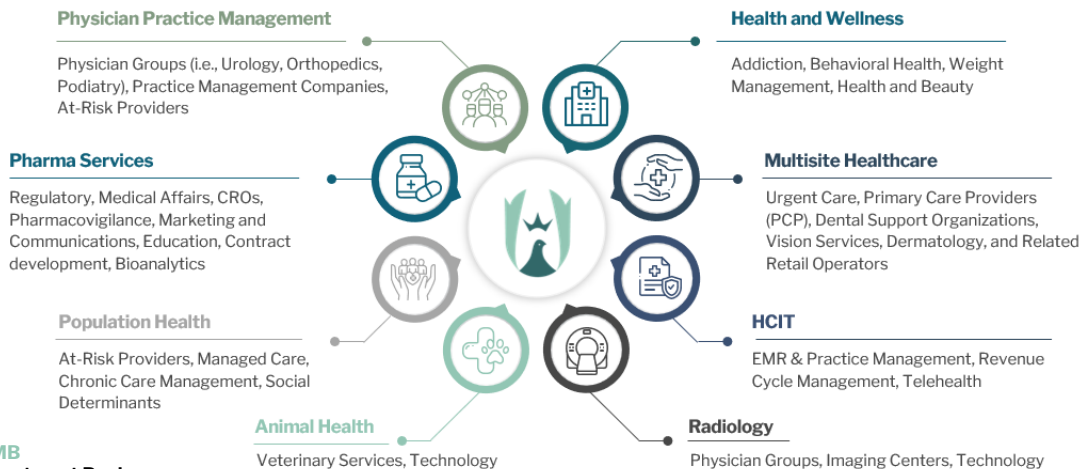 Physician Practice Management
Physician Groups (i.e., Urology, Orthopedics,
Podiatry), Practice Management Companies,
At-Risk Providers
Health and Wellness
Addiction, Behavioral Health, Weight
Management, Health and Beauty
Pharma Services
Regulatory, Medical Affairs, CROs,
Pharmacovigilance, Marketing and
Communications, Education, Contract
development, Bioanalytics
Multisite Healthcare
Urgent Care, Primary Care Providers
(PCP), Dental Support Organizations,
Vision Services, Dermatology, and Related
Retail Operators
Population Health
At-Risk Providers, Managed Care,
Chronic Care Management, Social
Determinants
HCIT
EMR & Practice Management, Revenue
Cycle Management, Telehealth
Animal Health
Veterinary Services, Technology
Radiology
Physician Groups, Imaging Centers, Technology
MB